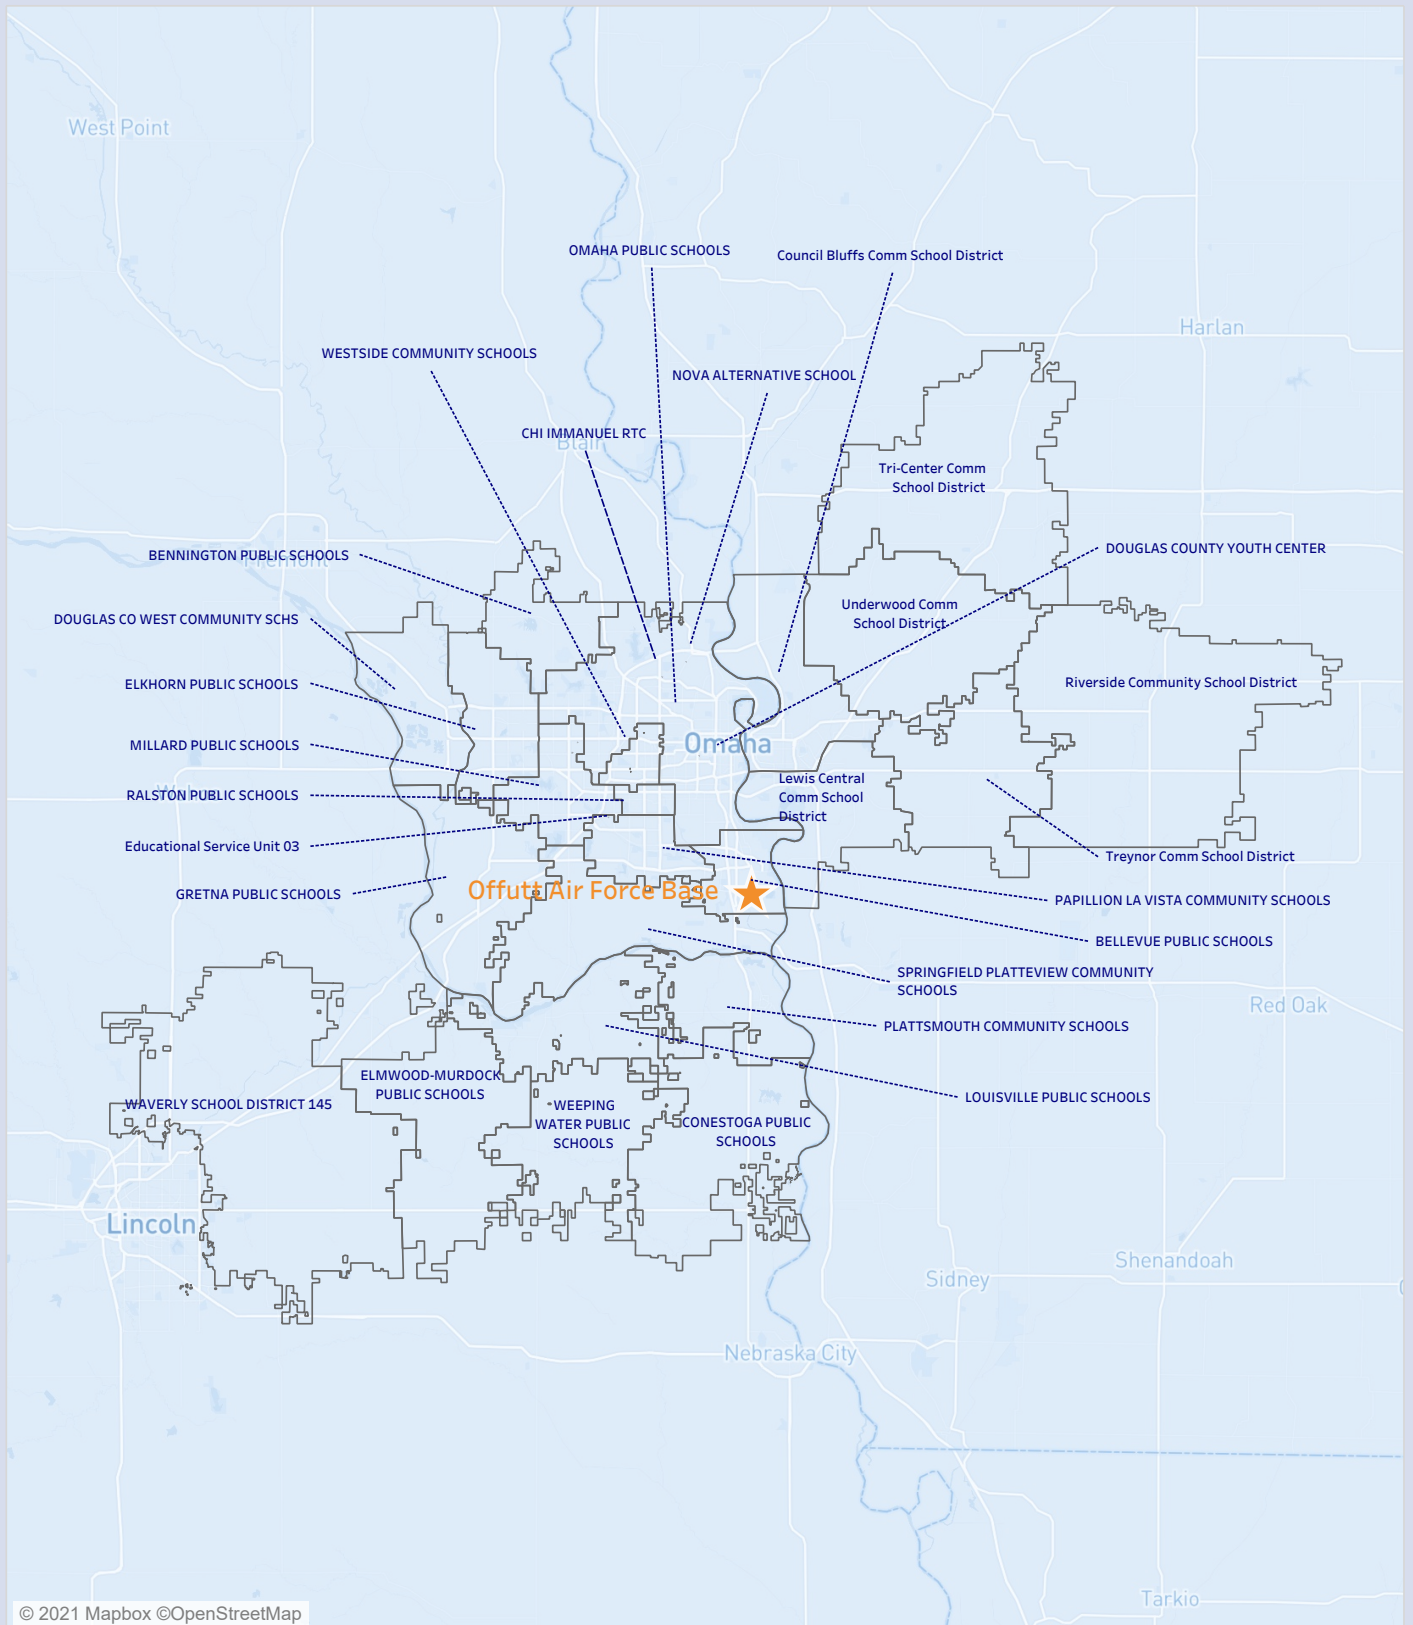 West Point
OMAHA PUBLIC SCHOOLS
Council Bluffs Comm School District
Harlan
WESTSIDE COMMUNITY SCHOOLS
NOVA ALTERNATIVE SCHOOL
CHI IMMANUEL RTC
Blair
Tri-Center Comm
School District
BENNINGTON PUBLIC SCHOOLS
Fremont
DOUGLAS COUNTY YOUTH CENTER
DOUGLAS CO WEST COMMUNITY SCHS
Underwood Comm
School District
ELKHORN PUBLIC SCHOOLS
Riverside Community School District
MILLARD PUBLIC SCHOOLS
Omaha
RALSTON PUBLIC SCHOOLS
Lewis Central
Comm School
District
Educational Service Unit 03
Treynor Comm School District
GRETNA PUBLIC SCHOOLS
Offutt Air Force Base
PAPILLION LA VISTA COMMUNITY SCHOOLS
BELLEVUE PUBLIC SCHOOLS
SPRINGFIELD PLATTEVIEW COMMUNITY
SCHOOLS
Red Oak
PLATTSMOUTH COMMUNITY SCHOOLS
ELMWOOD-MURDOCK
PUBLIC SCHOOLS
LOUISVILLE PUBLIC SCHOOLS
WAVERLY SCHOOL DISTRICT 145
WEEPING
WATER PUBLIC
SCHOOLS
CONESTOGA PUBLIC
SCHOOLS
Lincoln
Shenandoah
Sidney
Nebraska City
Tarkio
© 2021 Mapbox ©OpenStreetMap